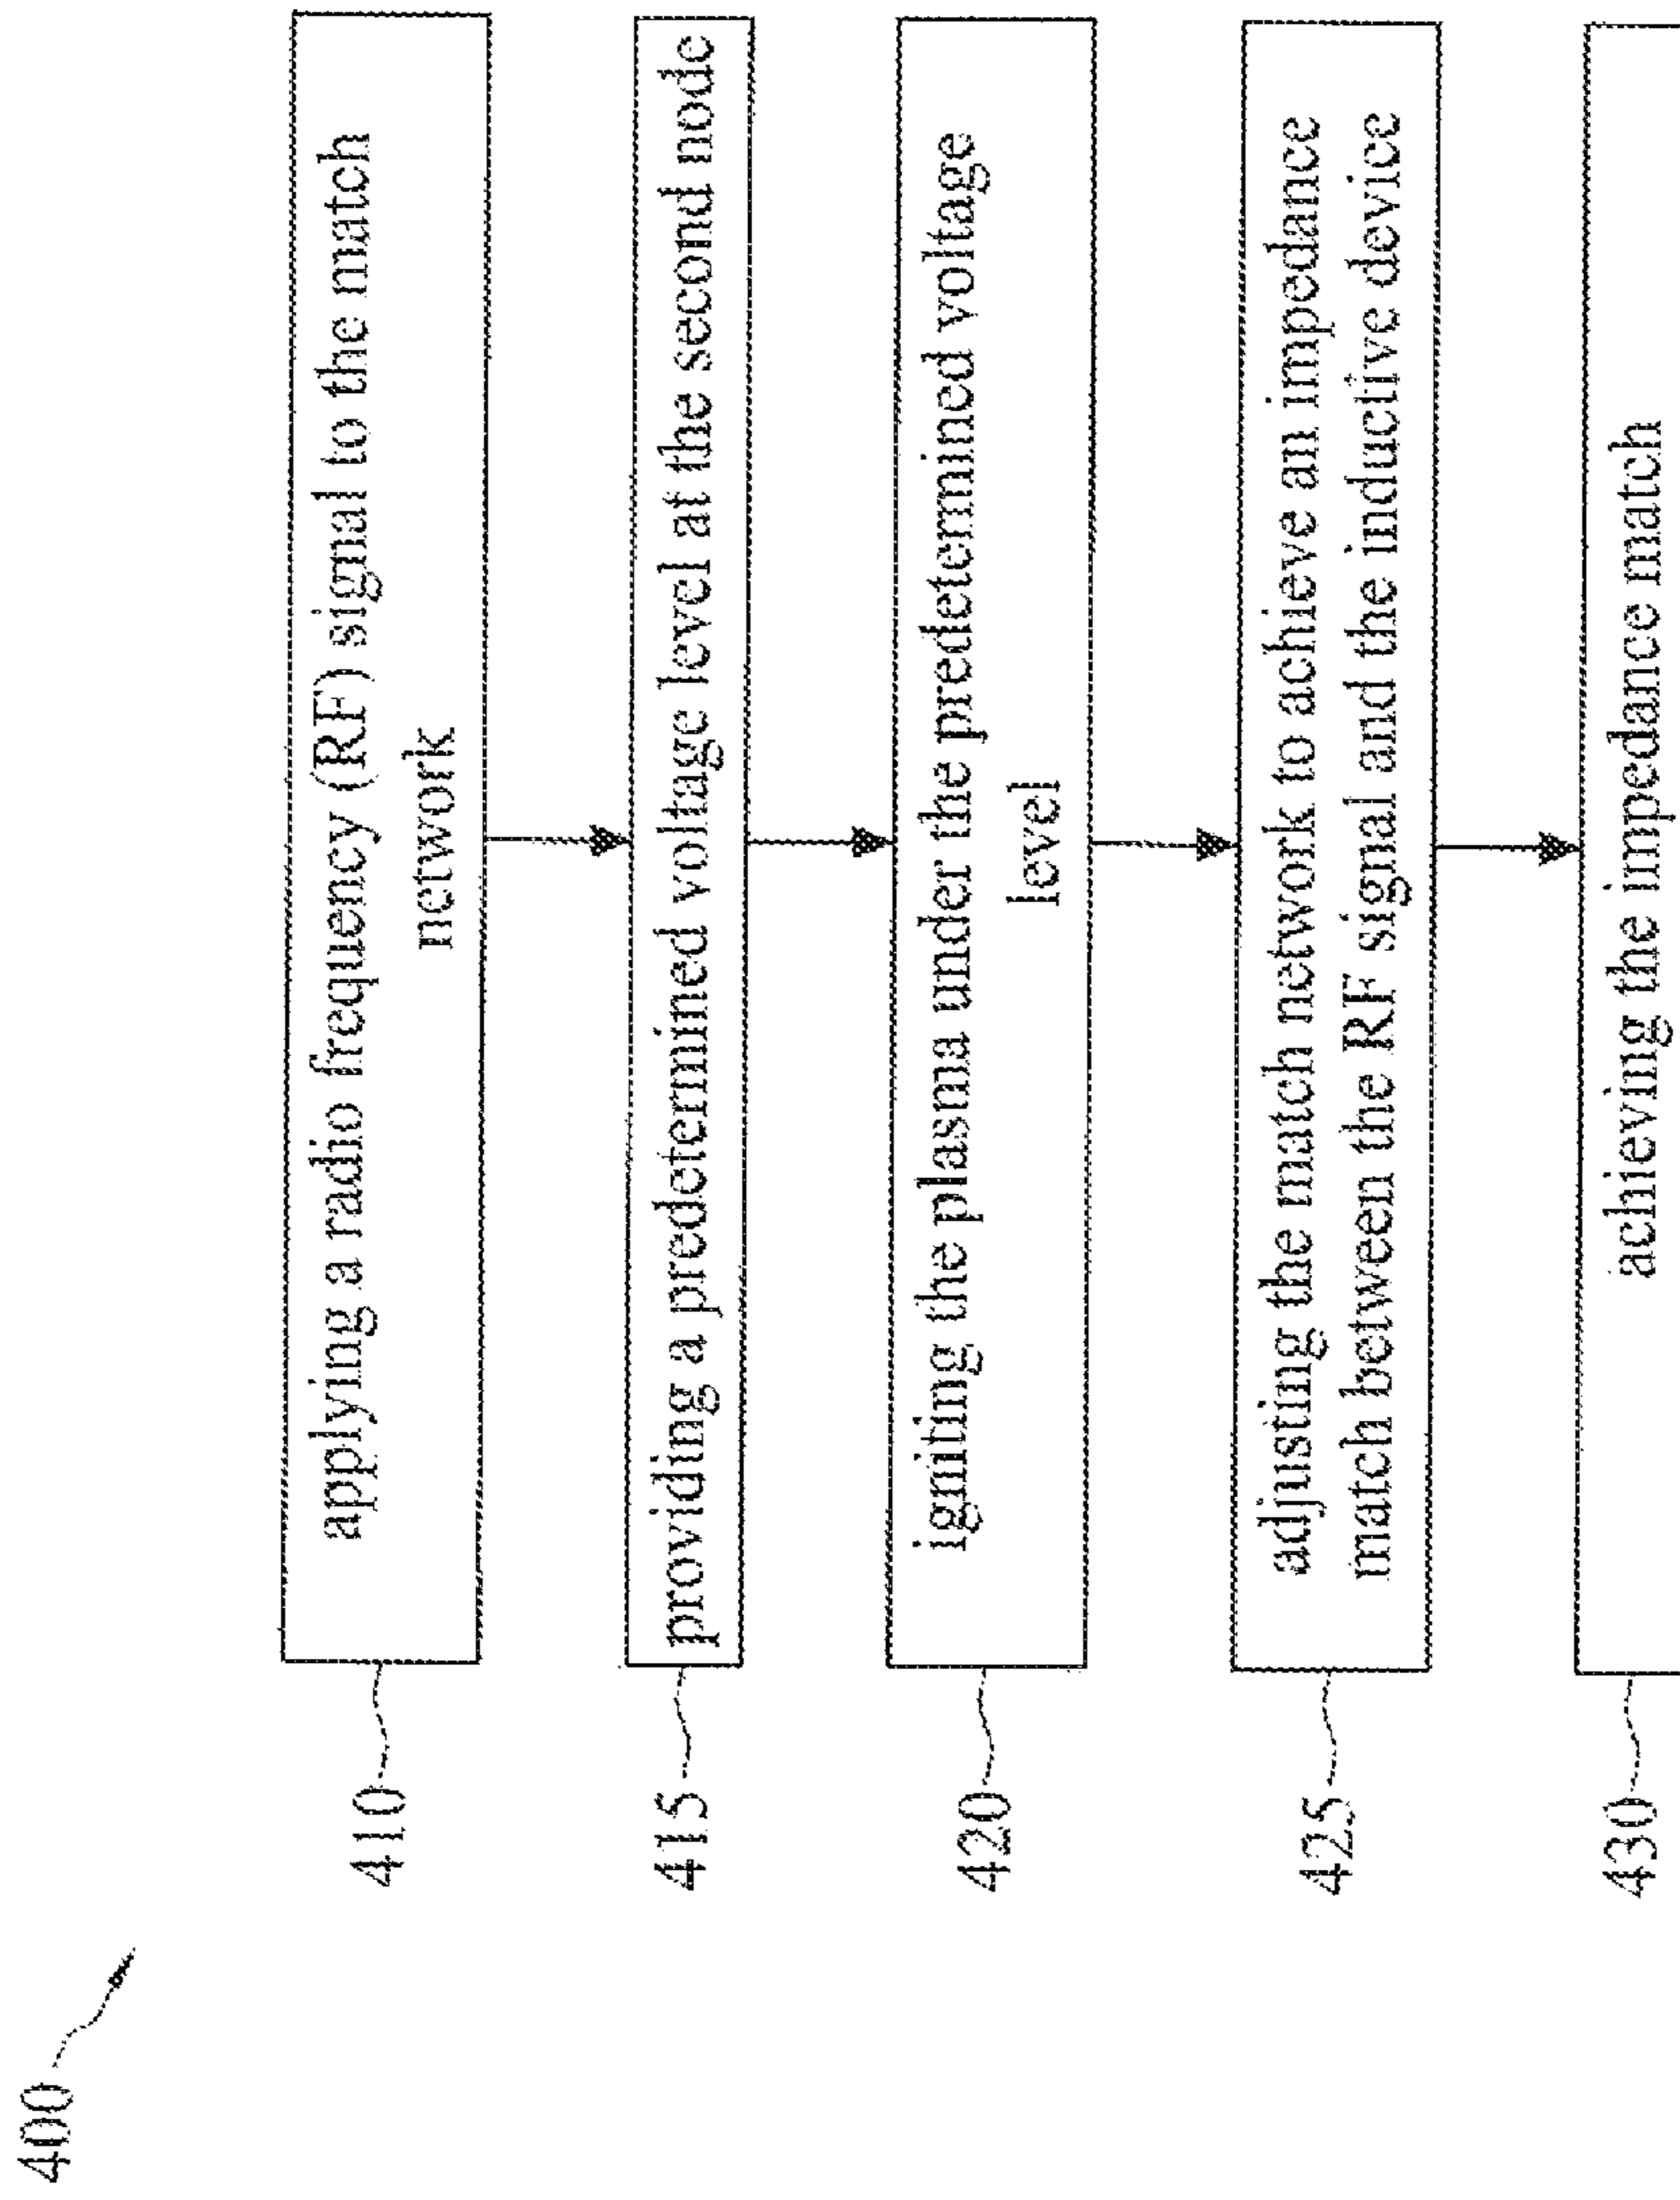 400
410
applying a radio frequency (RF) signal to the match
network
415
providing a predetermined voltage level at the second node
420
igniting the plasma under the predetermined voltage
level
425
adjusting the match network to achieve an impedance
match between the RF signal and the inductive device
430
achieving the impedance match